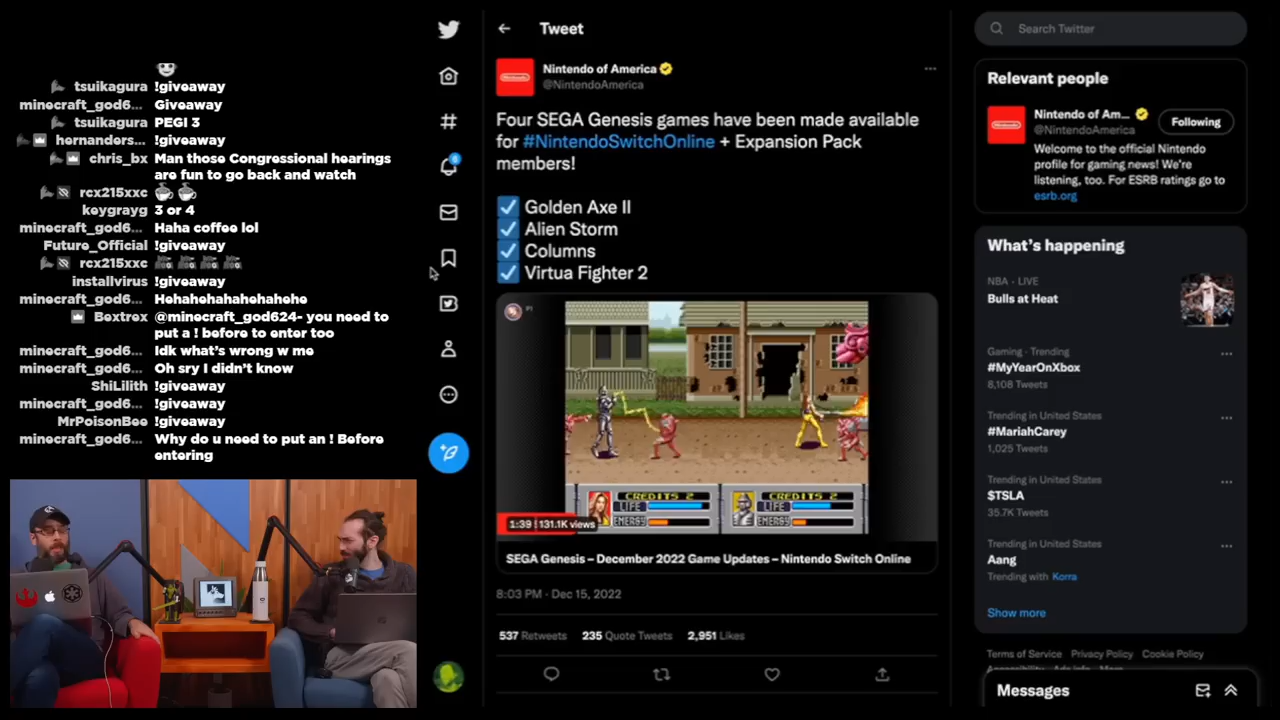 tsuikagura !giveaway
minecraft_god6... Giveaway
tsuikagura PEGI 3
hernanders... !giveaway
chris_bx Man those Congressional hearings
are fun to go back and watch
rcx215xxc
keygrayg 3 or 4
minecraft_god6... Haha coffee lol
Future_Official !giveaway
rcx215xxc
installvirus !giveaway
minecraft_god6... Hehahehahahehahehe
Bextrex @minecraft_god624- you need to
put a ! before to enter too
minecraft_god6... Idk what's wrong w me
minecraft_god6... Oh sry I didn't know
ShiLilith !giveaway
minecraft_god6... !giveaway
MrPoisonBee !giveaway
minecraft_god6... Why do u need to put an ! Before
entering
Tweet
Nintendo of America
@NintendoAmerica
Four SEGA Genesis games have been made available
for #NintendoSwitchOnline + Expansion Pack
members!
Golden Axe II
Alien Storm
Columns
Virtua Fighter 2
CREDITS 2
LIFE
ENERGY
CREDITS 2
LIFE
ENERGY
1:39 131.1K views
SEGA Genesis – December 2022 Game Updates – Nintendo Switch Online
8:03 PM · Dec 15, 2022
537 Retweets 235 Quote Tweets 2,951 Likes
Search Twitter
Relevant people
Nintendo of Am...
@NintendoAmerica
Following
Welcome to the official Nintendo
profile for gaming news! We're
listening, too. For ESRB ratings go to
esrb.org
What's happening
NBA · LIVE
Bulls at Heat
Gaming · Trending
#MyYearOnXbox
8,108 Tweets
Trending in United States
#MariahCarey
1,025 Tweets
Trending in United States
$TSLA
35.7K Tweets
Trending in United States
Aang
Trending with Korra
Show more
Terms of Service Privacy Policy Cookie Policy
Messages